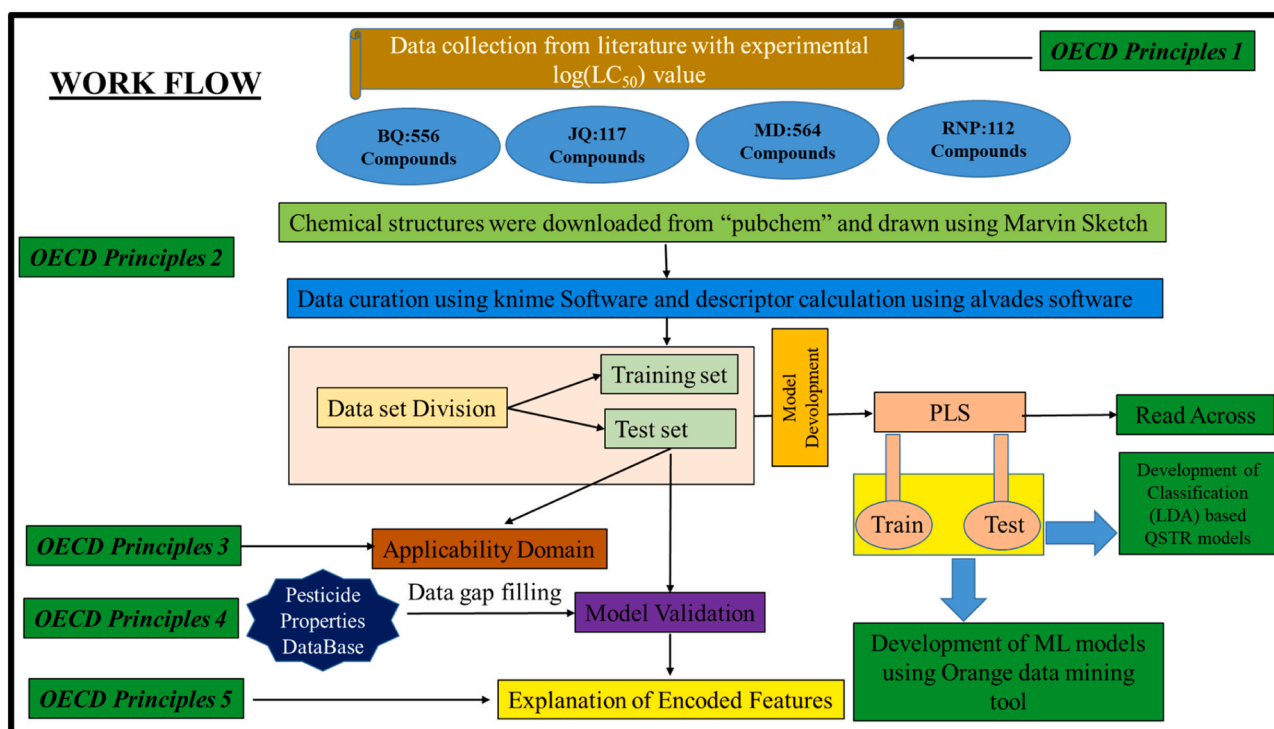 WORK FLOW
Data collection from literature with experimental
log(LC₅₀) value
OECD Principles 1
BQ:556
Compounds
JQ:117
Compounds
MD:564
Compounds
RNP:112
Compounds
Chemical structures were downloaded from “pubchem” and drawn using Marvin Sketch
OECD Principles 2
Data curation using knime Software and descriptor calculation using alvades software
Data set Division
Training set
Test set
Model
Devolopment
PLS
Read Across
Train
Test
Development of
Classification
(LDA) based
QSTR models
OECD Principles 3
Applicability Domain
OECD Principles 4
Pesticide
Properties
DataBase
Data gap filling
Model Validation
Development of ML models
using Orange data mining
tool
OECD Principles 5
Explanation of Encoded Features